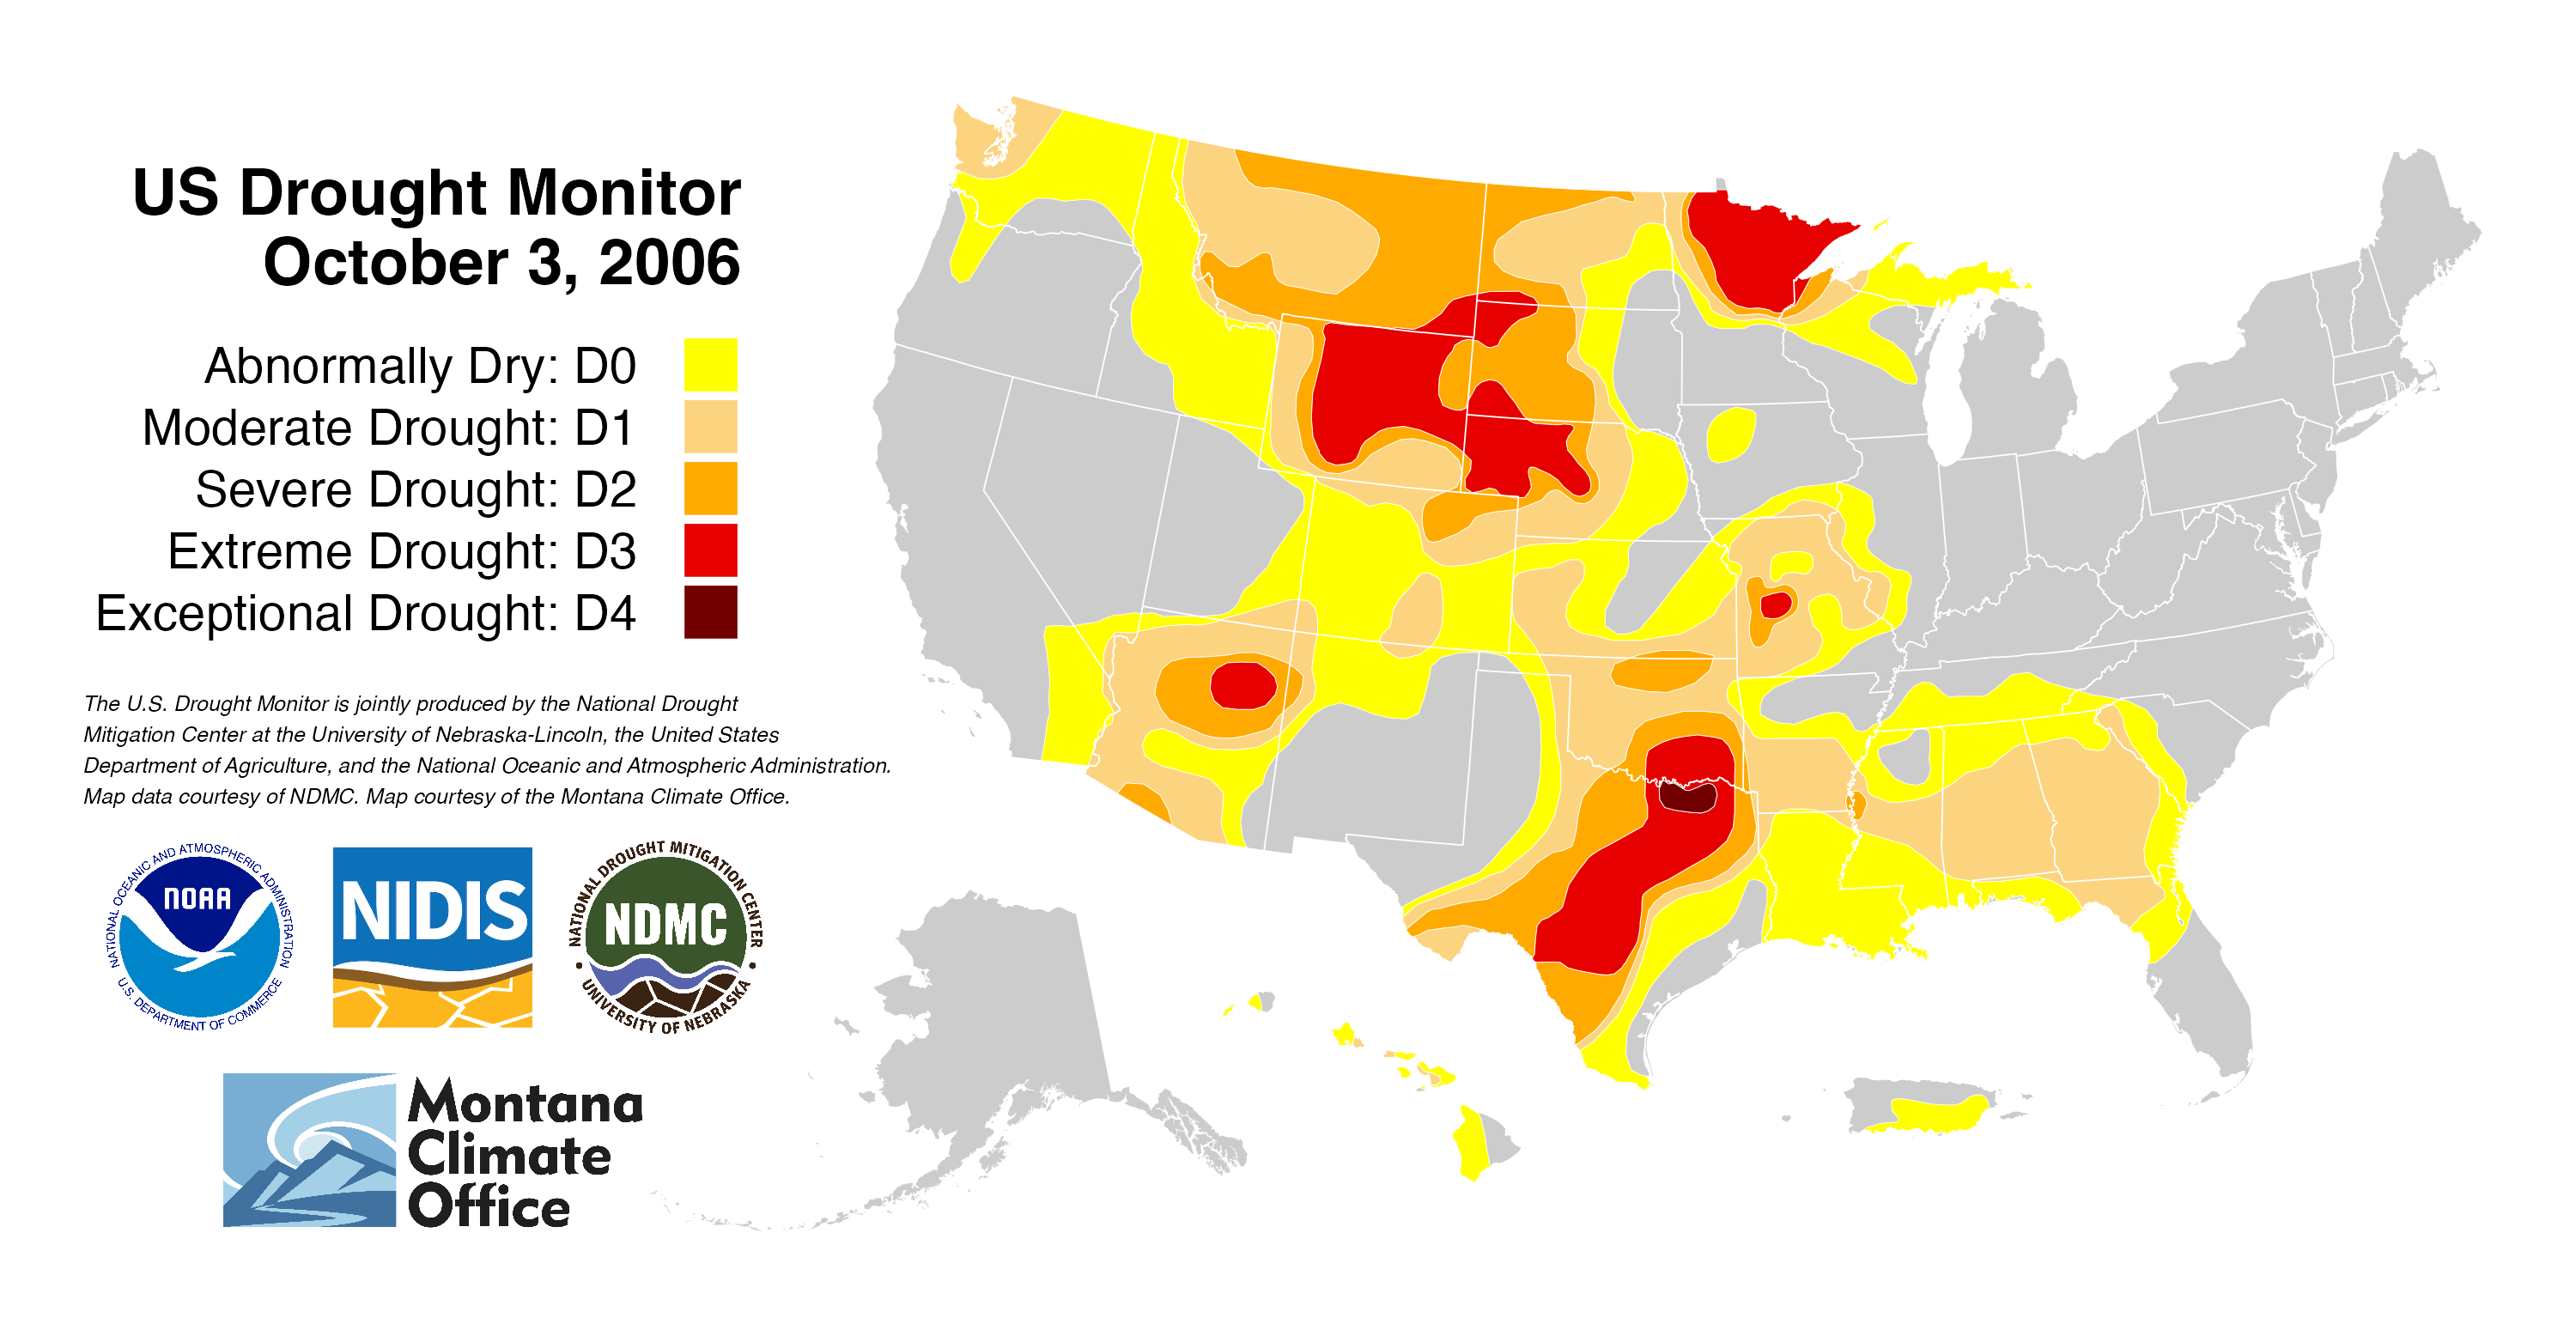 US Drought Monitor
October 3, 2006
Abnormally Dry: D0
Moderate Drought: D1
Severe Drought: D2
Extreme Drought: D3
Exceptional Drought: D4
The U.S. Drought Monitor is jointly produced by the National Drought
Mitigation Center at the University of Nebraska-Lincoln, the United States
Department of Agriculture, and the National Oceanic and Atmospheric Administration.
Map data courtesy of NDMC. Map courtesy of the Montana Climate Office.
NATIONAL OCEANIC AND ATMOSPHERIC ADMINISTRATION
NOAA
U.S. DEPARTMENT OF COMMERCE
NIDIS
NATIONAL DROUGHT MITIGATION CENTER
NDMC
UNIVERSITY OF NEBRASKA
Montana
Climate
Office